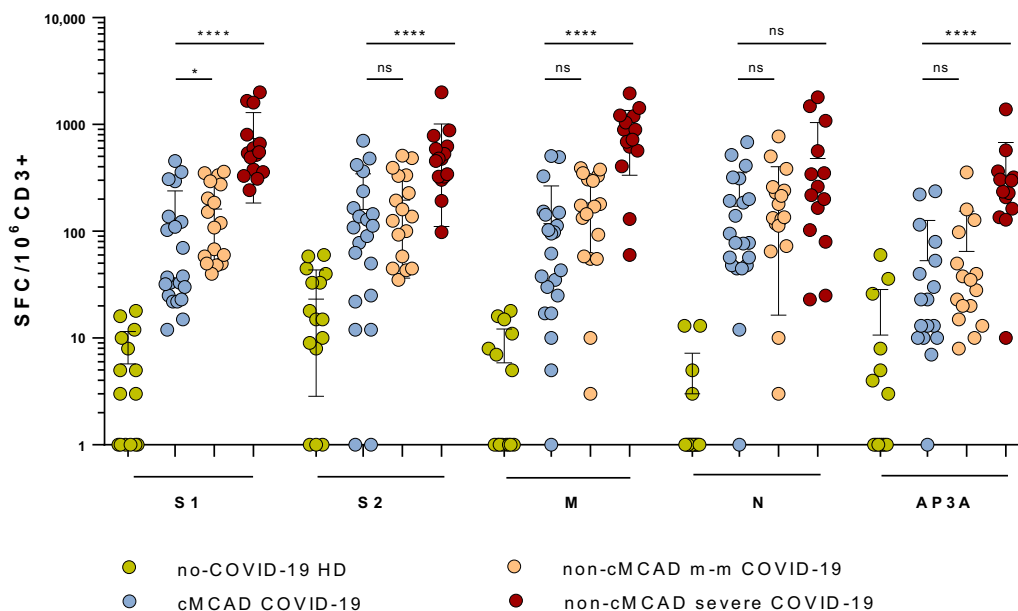 10,000
1000
100
10
1
SFC/10⁶CD3+
**** **** **** ns ****
* ns ns ns ns
S1 S2 M N AP3A
no-COVID-19 HD non-cMCAD m-m COVID-19
cMCAD COVID-19 non-cMCAD severe COVID-19